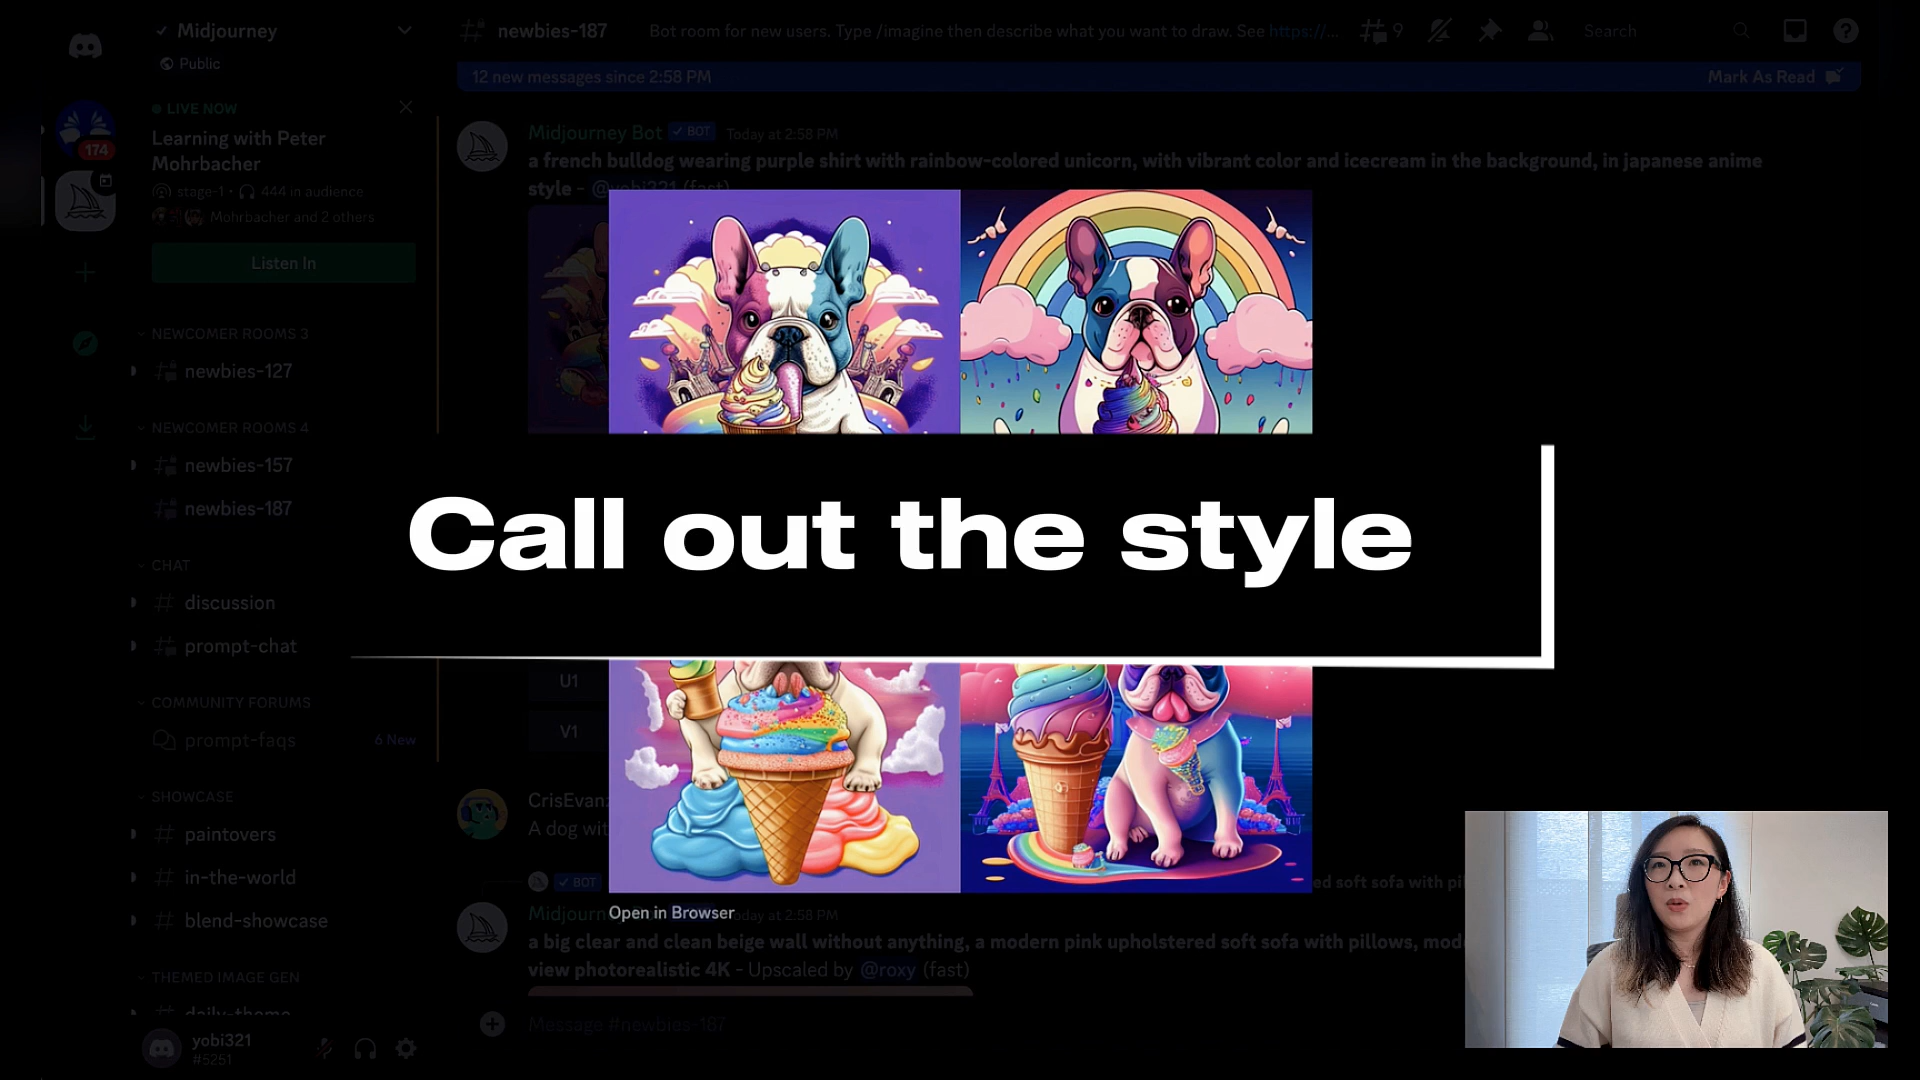 Midjourney
Public
LIVE NOW
Learning with Peter
Mohrbacher
stage-1 • 444 in audience
Mohrbacher and 2 others
Listen In
174
NEWCOMER ROOMS 3
newbies-127
NEWCOMER ROOMS 4
newbies-157
newbies-187
CHAT
discussion
prompt-chat
COMMUNITY FORUMS
prompt-faqs
6 New
SHOWCASE
paintovers
in-the-world
blend-showcase
THEMED IMAGE GEN
daily-theme
yobi321
#5251
newbies-187
Bot room for new users. Type /imagine then describe what you want to draw. See https://...
9
Search
12 new messages since 2:58 PM
Mark As Read
Midjourney Bot ✓ BOT Today at 2:58 PM
a french bulldog wearing purple shirt with rainbow-colored unicorn, with vibrant color and icecream in the background, in japanese anime
style - @yobi321 (fast)
Call out the style
U1
V1
CrisEvan
A dog wit
✓ BOT
ed soft sofa with pi
Open in Browser
Midjourn
oday at 2:58 PM
a big clear and clean beige wall without anything, a modern pink upholstered soft sofa with pillows, mod
view photorealistic 4K - Upscaled by @roxy (fast)
Message #newbies-187